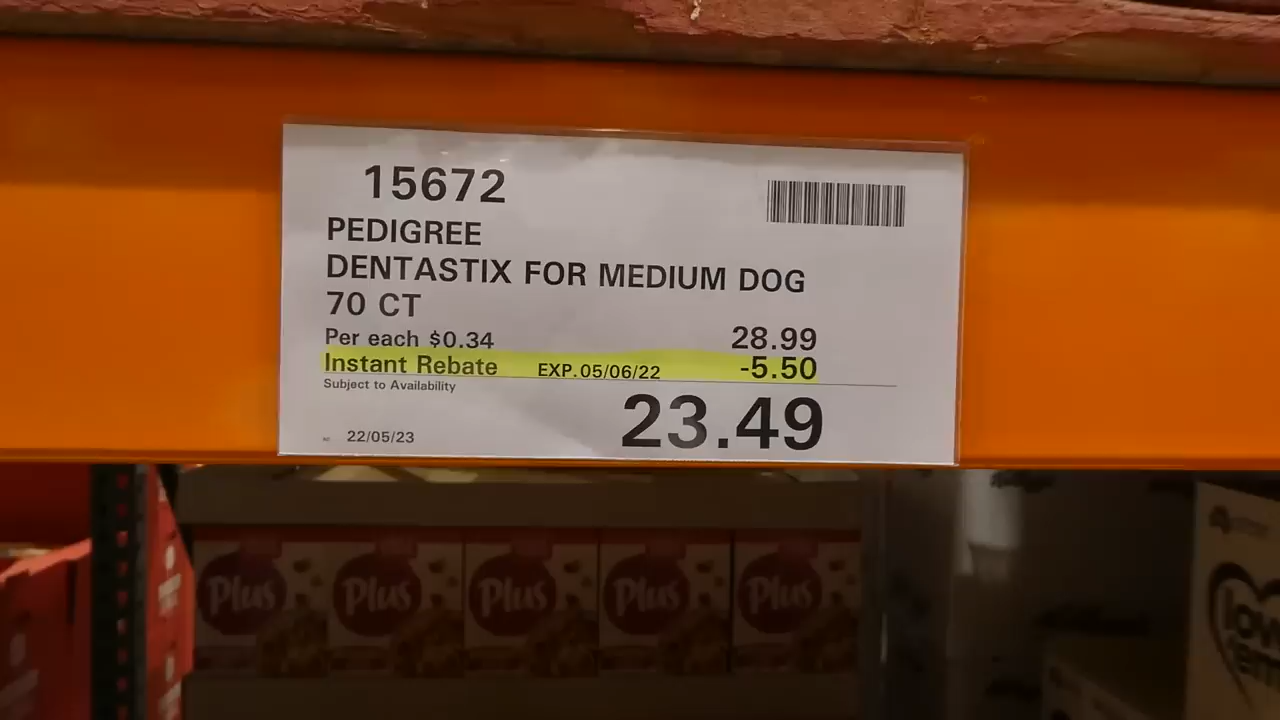 15672
PEDIGREE
DENTASTIX FOR MEDIUM DOG
70 CT
Per each $0.34 28.99
Instant Rebate EXP.05/06/22 -5.50
Subject to Availability
23.49
22/05/23
Plus Plus Plus Plus Plus
love